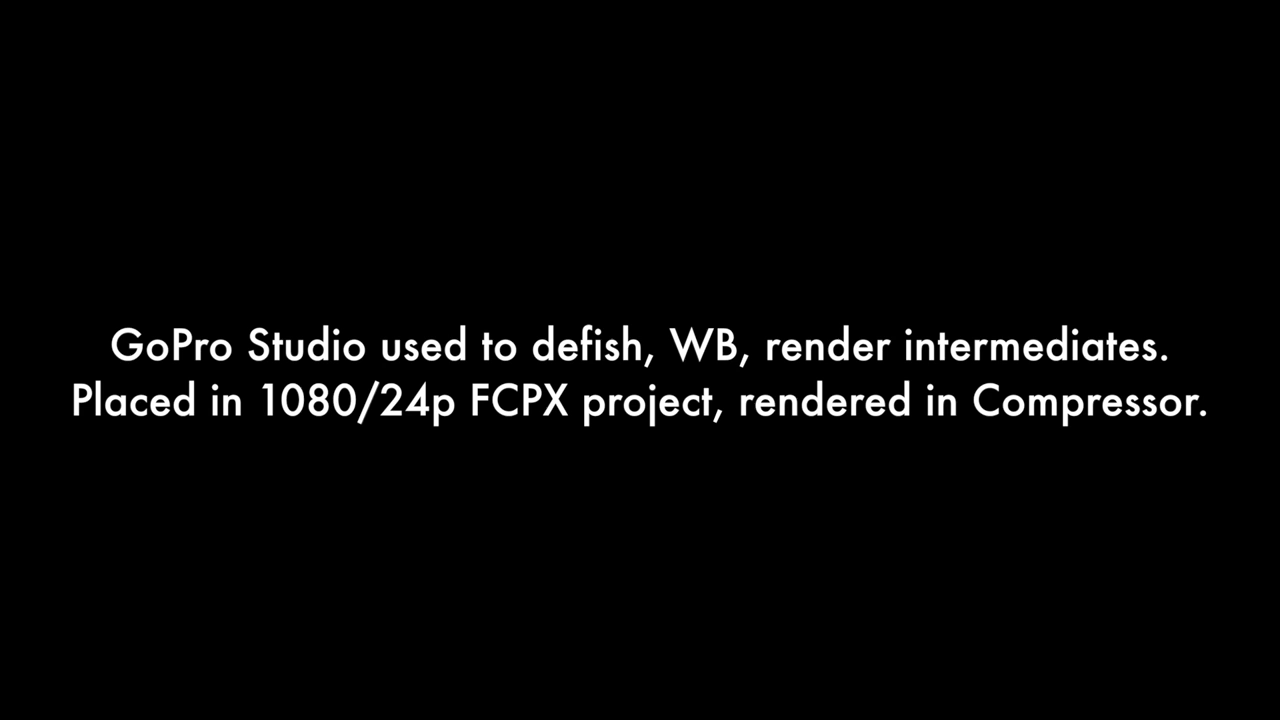 GoPro Studio used to defish, WB, render intermediates.
Placed in 1080/24p FCPX project, rendered in Compressor.